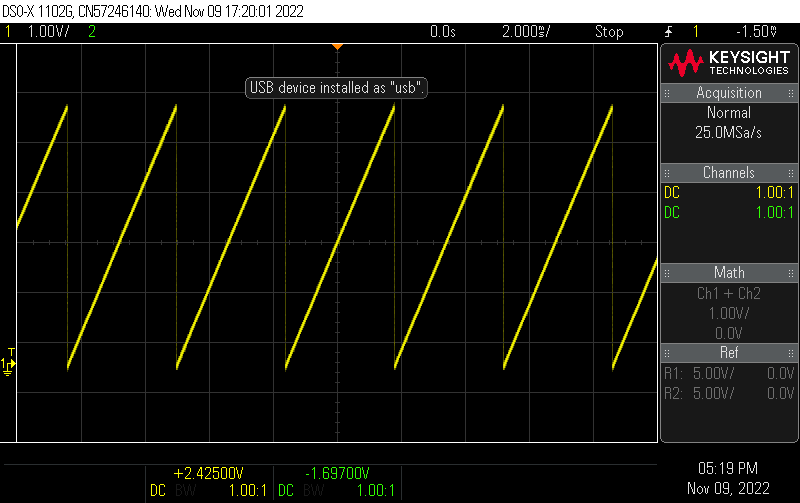 DSO-X 1102G, CN57246140: Wed Nov 09 17:20:01 2022
1 1.00V/ 2 0.0s 2.000ms/ Stop 1 -1.50V
USB device installed as "usb".
KEYSIGHT
TECHNOLOGIES
Acquisition
Normal
25.0MSa/s
Channels
DC 1.00:1
DC 1.00:1
Math
Ch1 + Ch2
1.00V/
0.0V
Ref
R1: 5.00V/ 0.0V
R2: 5.00V/ 0.0V
T
1
+2.42500V -1.69700V
DC BW 1.00:1 DC BW 1.00:1
05:19 PM
Nov 09, 2022